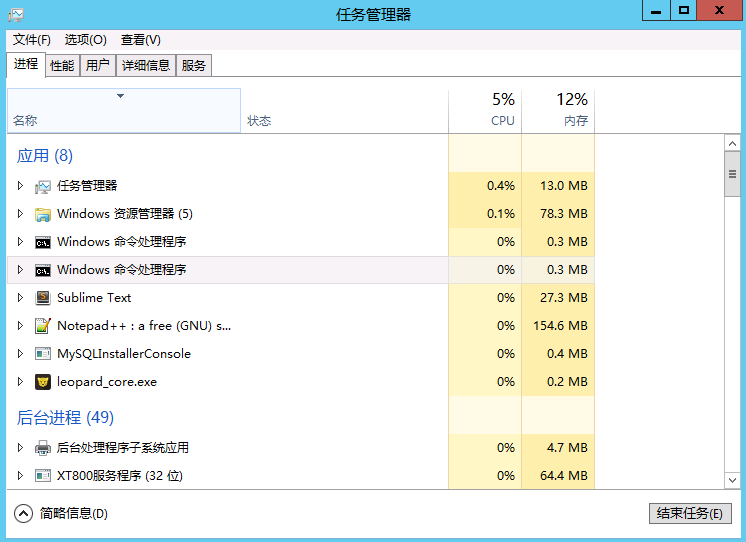 任务管理器
文件(F) 选项(O) 查看(V)
进程 性能 用户 详细信息 服务
5% 12%
名称 状态 CPU 内存
应用 (8)
任务管理器 0.4% 13.0 MB
Windows 资源管理器 (5) 0.1% 78.3 MB
Windows 命令处理程序 0% 0.3 MB
Windows 命令处理程序 0% 0.3 MB
Sublime Text 0% 27.3 MB
Notepad++ : a free (GNU) s... 0% 154.6 MB
MySQLInstallerConsole 0% 0.4 MB
leopard_core.exe 0% 0.2 MB
后台进程 (49)
后台处理程序子系统应用 0% 4.7 MB
XT800服务程序 (32 位) 0% 64.4 MB
简略信息(D) 结束任务(E)